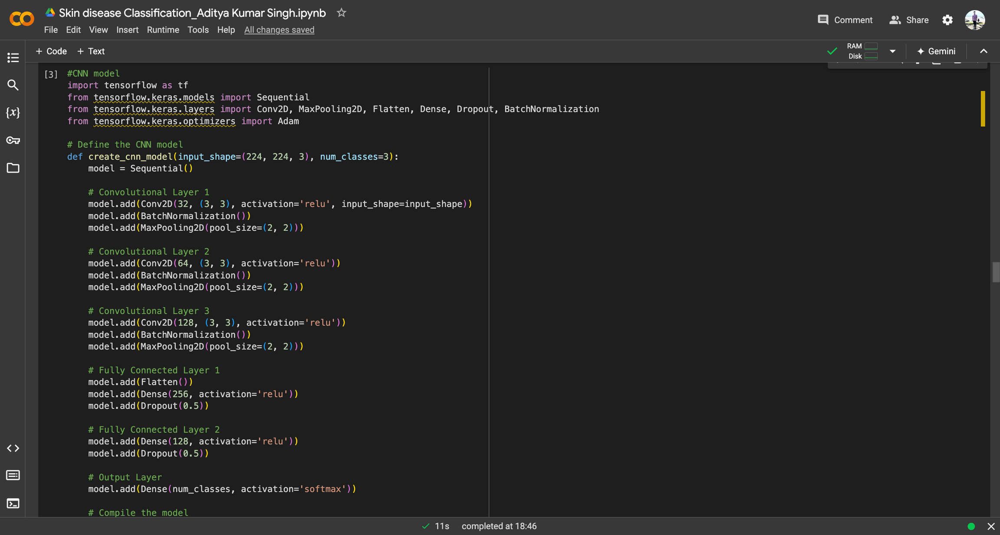 Skin disease Classification_Aditya Kumar Singh.ipynb
File Edit View Insert Runtime Tools Help All changes saved
Comment Share
+ Code + Text
RAM
Disk
Gemini
[3] #CNN model
import tensorflow as tf
from tensorflow.keras.models import Sequential
from tensorflow.keras.layers import Conv2D, MaxPooling2D, Flatten, Dense, Dropout, BatchNormalization
from tensorflow.keras.optimizers import Adam
# Define the CNN model
def create_cnn_model(input_shape=(224, 224, 3), num_classes=3):
    model = Sequential()
    # Convolutional Layer 1
    model.add(Conv2D(32, (3, 3), activation='relu', input_shape=input_shape))
    model.add(BatchNormalization())
    model.add(MaxPooling2D(pool_size=(2, 2)))
    # Convolutional Layer 2
    model.add(Conv2D(64, (3, 3), activation='relu'))
    model.add(BatchNormalization())
    model.add(MaxPooling2D(pool_size=(2, 2)))
    # Convolutional Layer 3
    model.add(Conv2D(128, (3, 3), activation='relu'))
    model.add(BatchNormalization())
    model.add(MaxPooling2D(pool_size=(2, 2)))
    # Fully Connected Layer 1
    model.add(Flatten())
    model.add(Dense(256, activation='relu'))
    model.add(Dropout(0.5))
    # Fully Connected Layer 2
    model.add(Dense(128, activation='relu'))
    model.add(Dropout(0.5))
    # Output Layer
    model.add(Dense(num_classes, activation='softmax'))
    # Compile the model
{x}
11s completed at 18:46